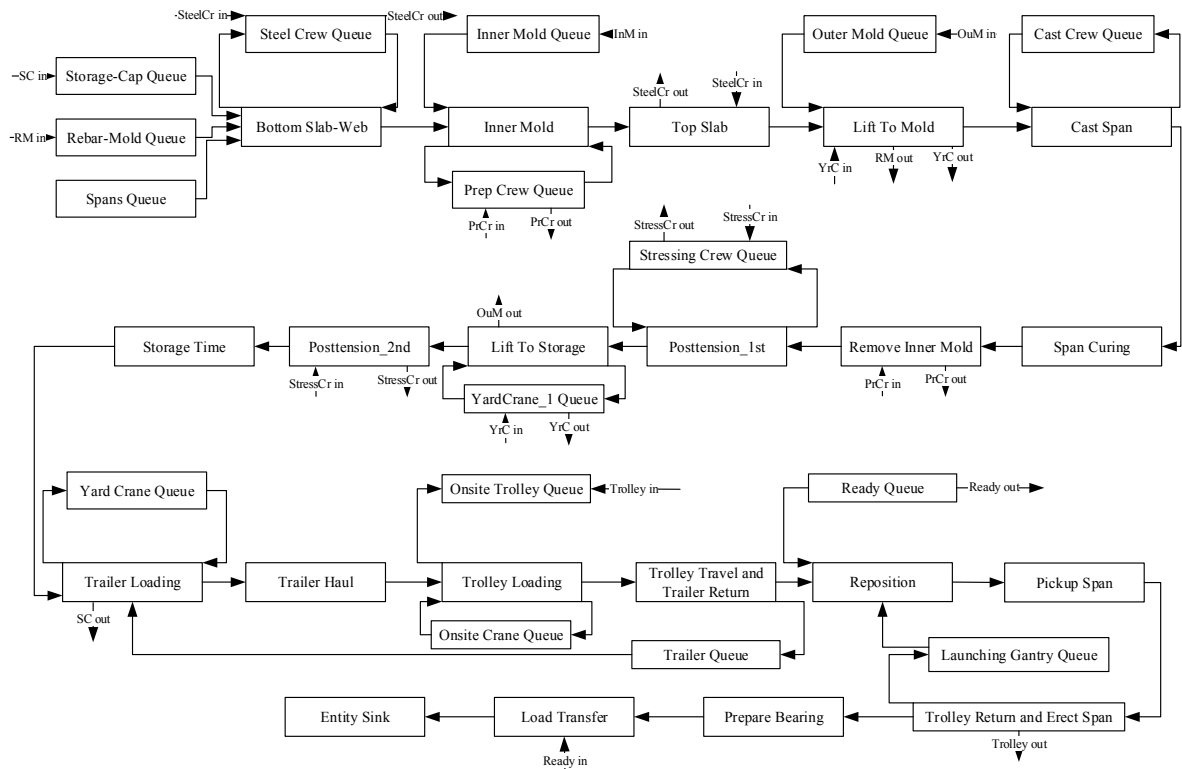 SteelCr in
SteelCr out
Steel Crew Queue
Inner Mold Queue
InM in
Outer Mold Queue
OuM in
Cast Crew Queue
SC in
Storage-Cap Queue
SteelCr out
SteelCr in
RM in
Rebar-Mold Queue
Bottom Slab-Web
Inner Mold
Top Slab
Lift To Mold
Cast Span
YrC in
RM out
YrC out
Spans Queue
Prep Crew Queue
PrCr in
PrCr out
StressCr out
StressCr in
Stressing Crew Queue
OuM out
Storage Time
Posttension_2nd
Lift To Storage
Posttension_1st
Remove Inner Mold
Span Curing
StressCr in
StressCr out
PrCr in
PrCr out
YardCrane_1 Queue
YrC in
YrC out
Yard Crane Queue
Onsite Trolley Queue
Trolley in
Ready Queue
Ready out
Trailer Loading
Trailer Haul
Trolley Loading
Trolley Travel and
Trailer Return
Reposition
Pickup Span
SC out
Onsite Crane Queue
Trailer Queue
Launching Gantry Queue
Entity Sink
Load Transfer
Prepare Bearing
Trolley Return and Erect Span
Trolley out
Ready in